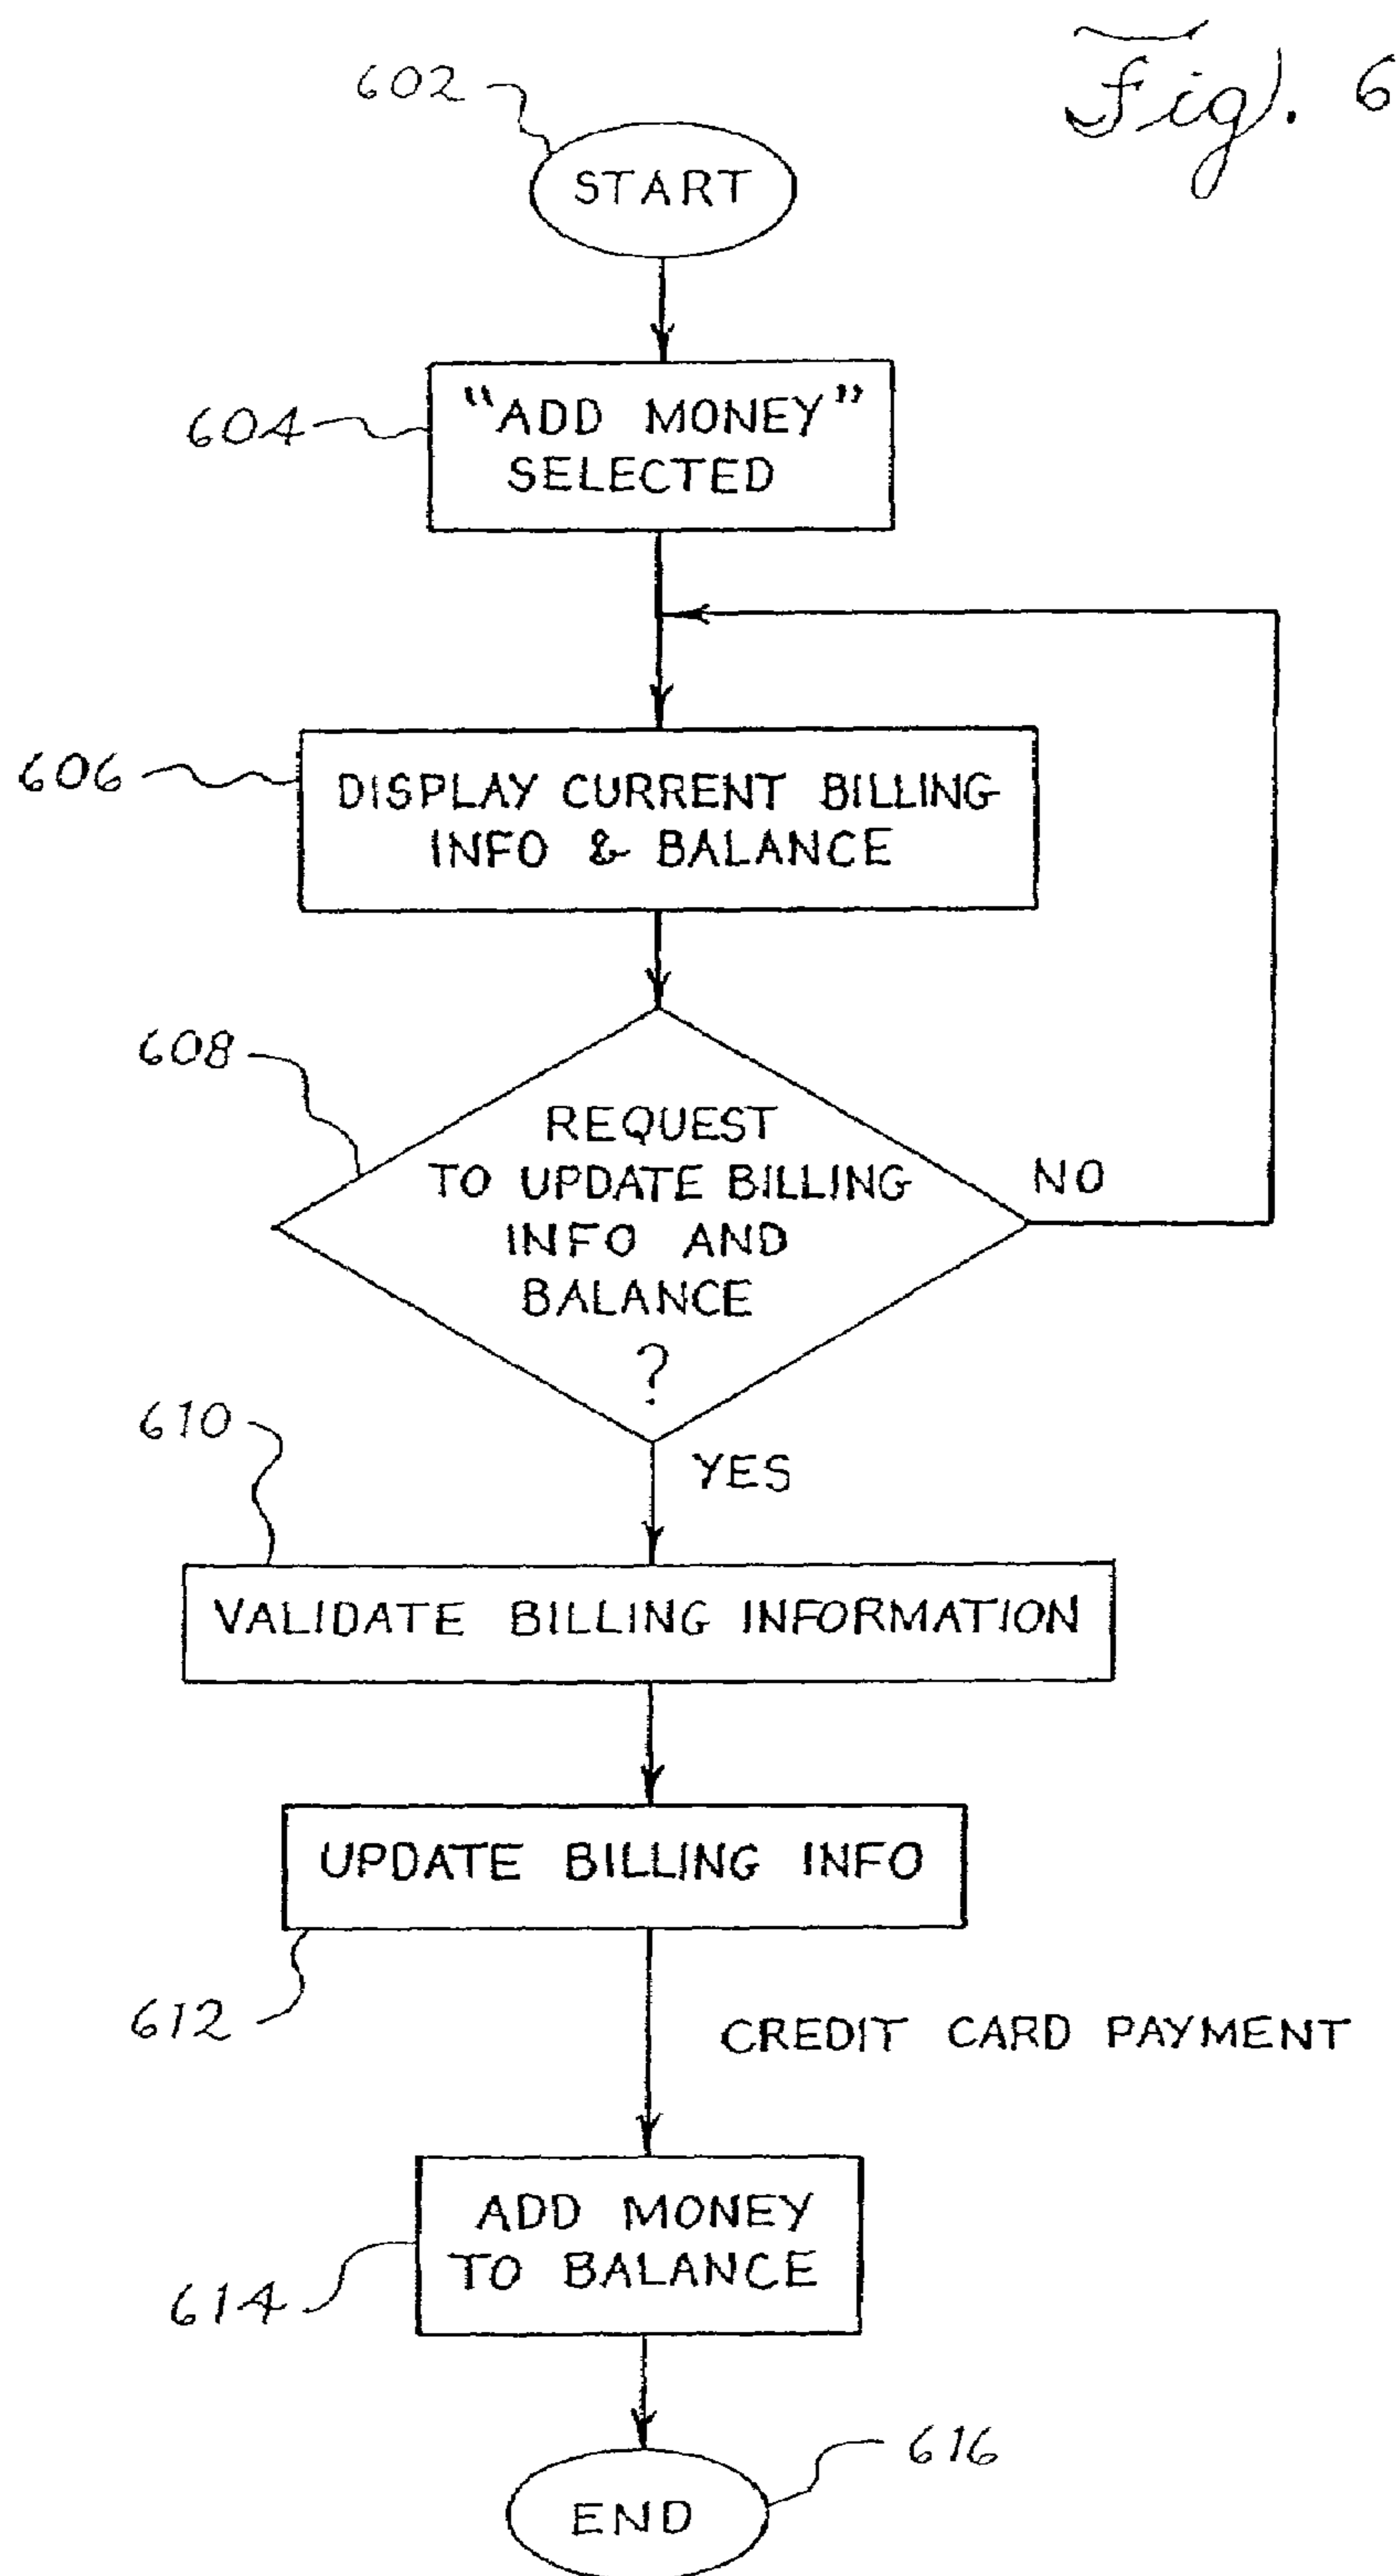 Fig. 6
602
START
604
"ADD MONEY"
SELECTED
606
DISPLAY CURRENT BILLING
INFO & BALANCE
608
REQUEST
TO UPDATE BILLING
INFO AND
BALANCE
?
NO
YES
610
VALIDATE BILLING INFORMATION
UPDATE BILLING INFO
612
CREDIT CARD PAYMENT
ADD MONEY
TO BALANCE
614
616
END